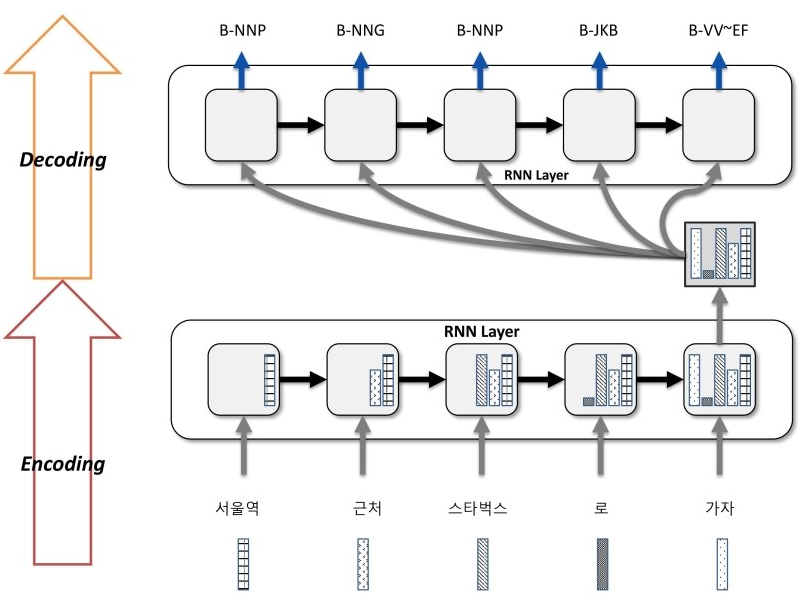 B-NNP B-NNG B-NNP B-JKB B-VV~EF
Decoding
RNN Layer
RNN Layer
Encoding
서울역 근처 스타벅스 로 가자